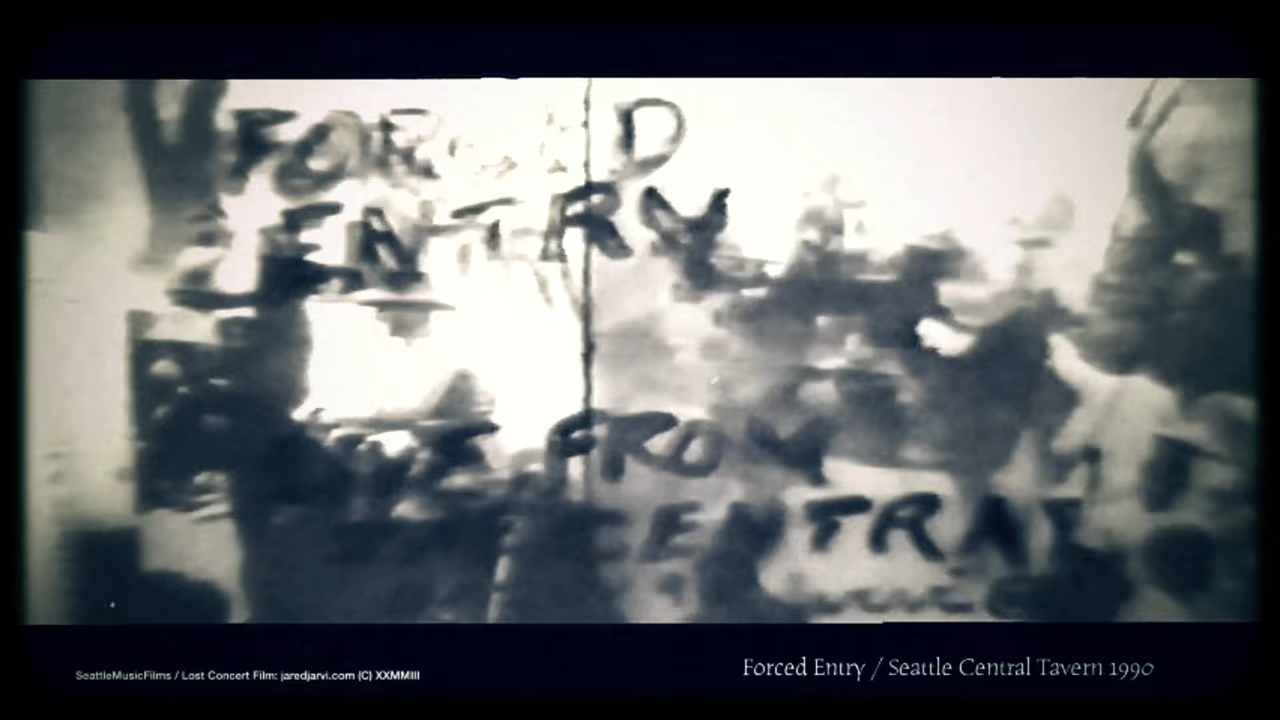 FORCED
ENTRY
FROM
CENTRAL
SeattleMusicFilms / Lost Concert Film: jaredjarvi.com (C) XXMMIII
Forced Entry / Seattle Central Tavern 1990